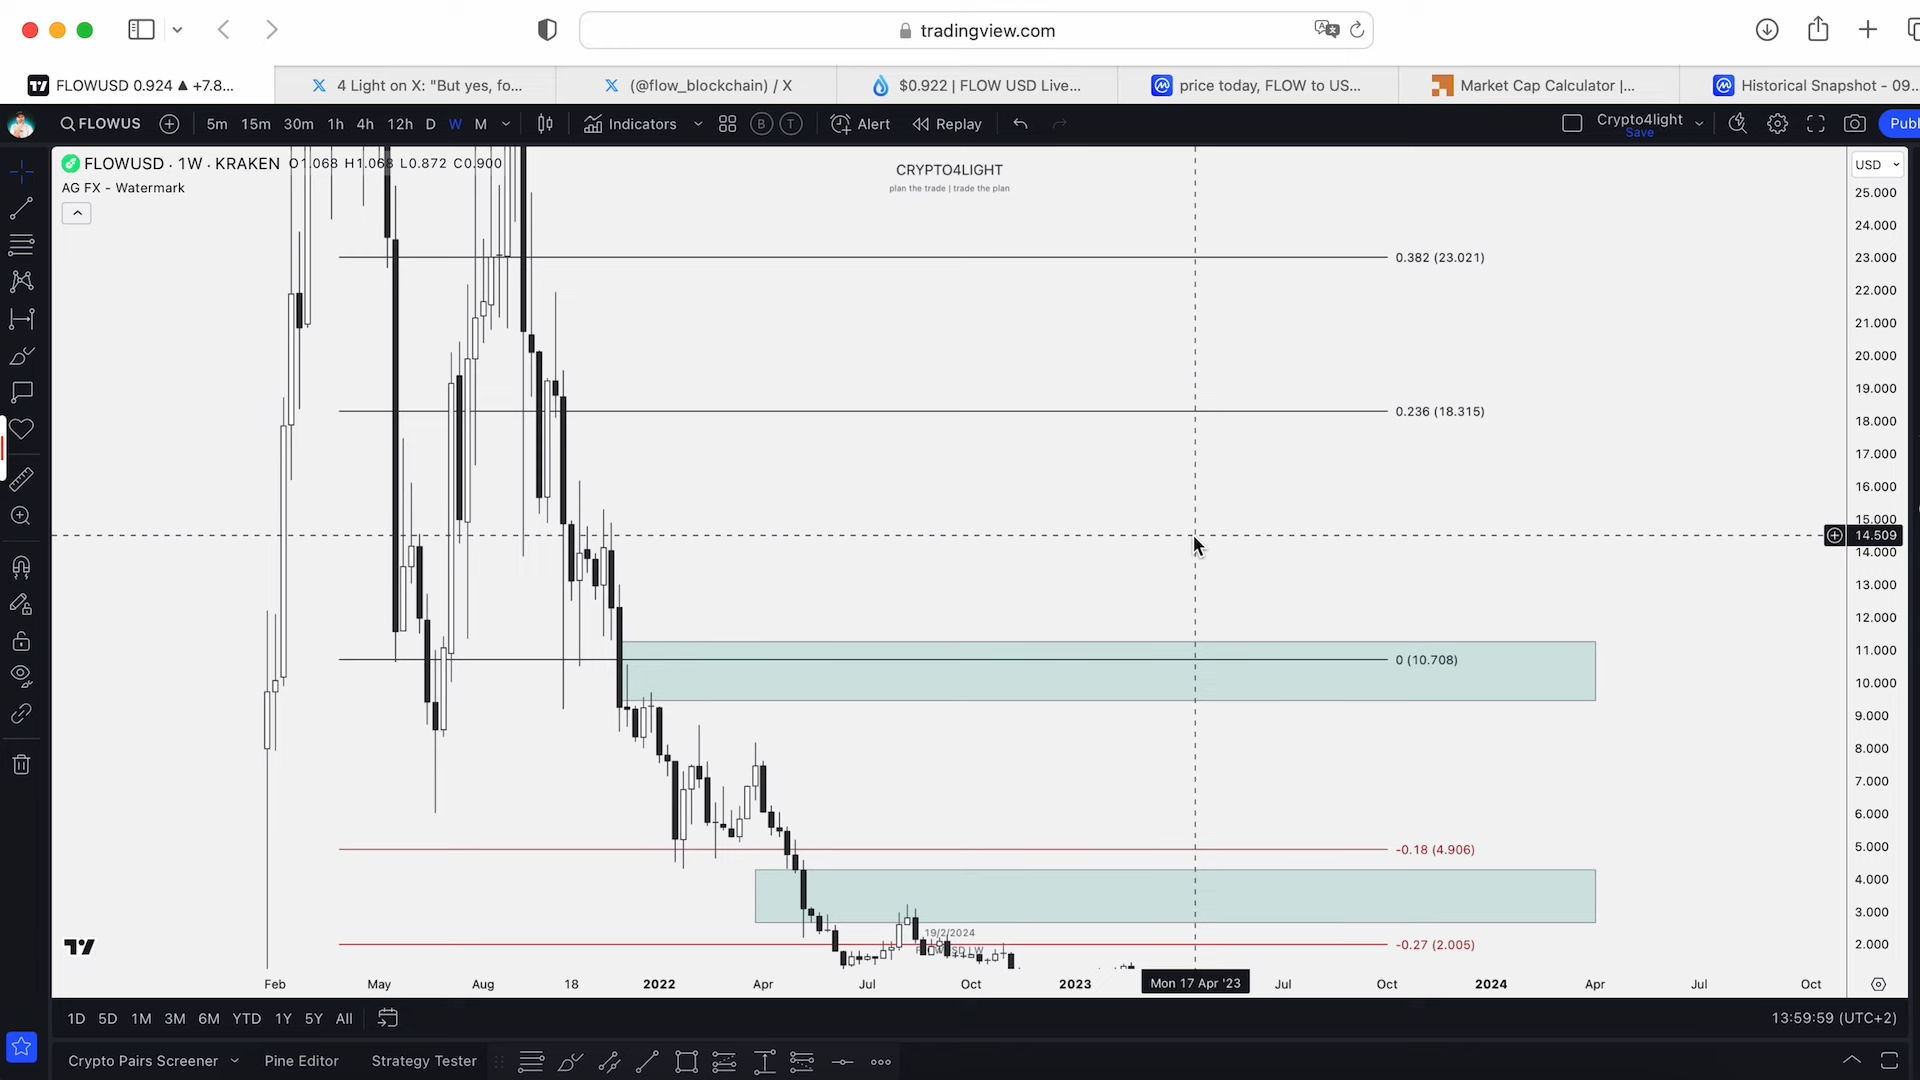 tradingview.com
FLOWUSD 0.924 ▲ +7.8...
4 Light on X: "But yes, fo...
(@flow_blockchain) / X
$0.922 | FLOW USD Live...
price today, FLOW to US...
Market Cap Calculator |...
Historical Snapshot - 09...
FLOWUS
5m 15m 30m 1h 4h 12h D W M
Indicators
B T
Alert
Replay
Crypto4light
Save
Publ
FLOWUSD · 1W · KRAKEN O1.068 H1.068 L0.872 C0.900
AG FX - Watermark
CRYPTO4LIGHT
plan the trade | trade the plan
USD
25.000
24.000
23.000
22.000
21.000
20.000
19.000
18.000
17.000
16.000
15.000
14.509
14.000
13.000
12.000
11.000
10.000
9.000
8.000
7.000
6.000
5.000
4.000
3.000
2.000
0.382 (23.021)
0.236 (18.315)
0 (10.708)
-0.18 (4.906)
-0.27 (2.005)
19/2/2024
Feb May Aug 18 2022 Apr Jul Oct 2023 Mon 17 Apr '23 Jul Oct 2024 Apr Jul Oct
1D 5D 1M 3M 6M YTD 1Y 5Y All
13:59:59 (UTC+2)
Crypto Pairs Screener
Pine Editor
Strategy Tester